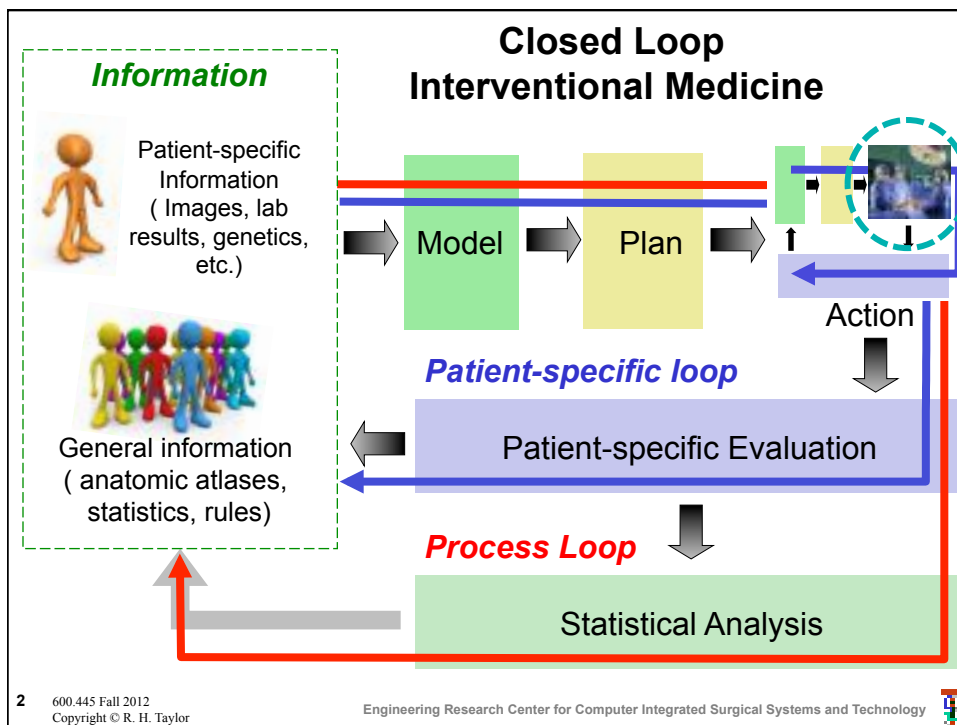 Closed Loop
Interventional Medicine
Information
Patient-specific
Information
( Images, lab
results, genetics,
etc.)
Model
Plan
Action
Patient-specific loop
Patient-specific Evaluation
General information
( anatomic atlases,
statistics, rules)
Process Loop
Statistical Analysis
2
600.445 Fall 2012
Copyright © R. H. Taylor
Engineering Research Center for Computer Integrated Surgical Systems and Technology